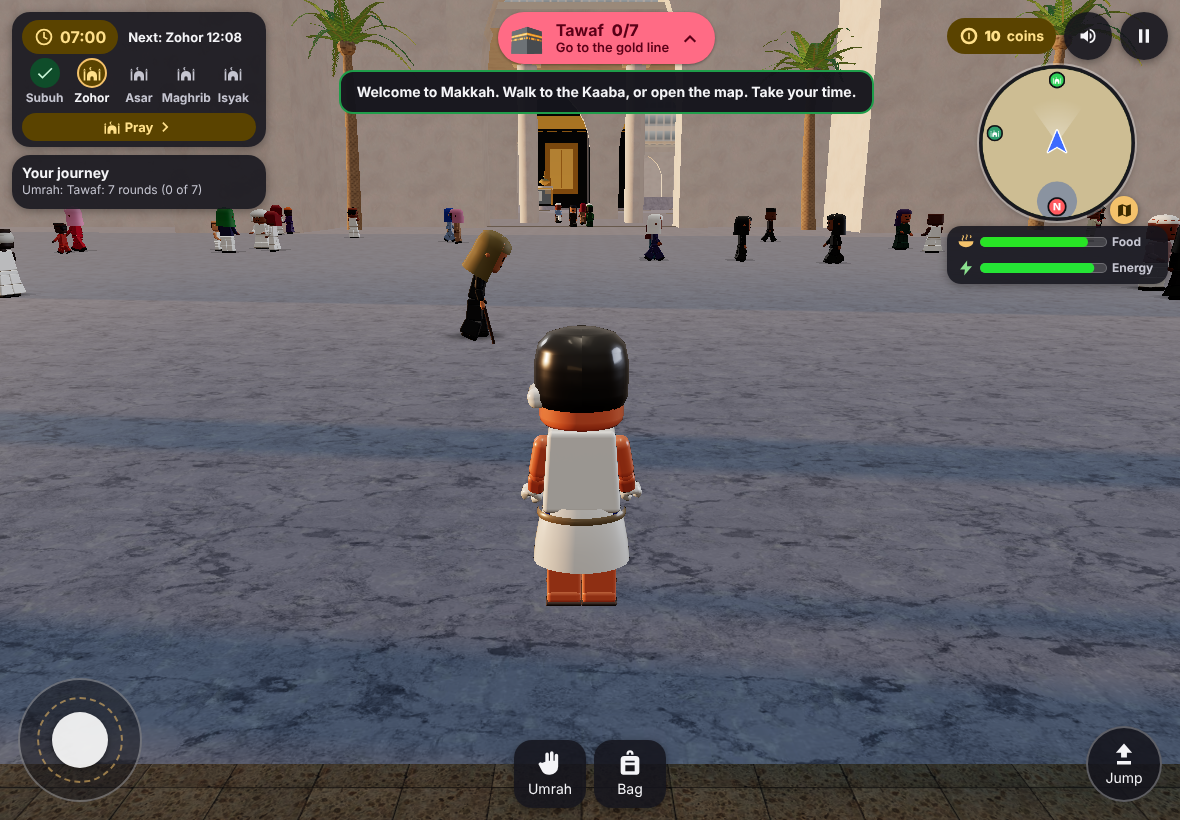 07:00
Next: Zohor 12:08
Subuh
Zohor
Asar
Maghrib
Isyak
Pray
Your journey
Umrah: Tawaf: 7 rounds (0 of 7)
Tawaf 0/7
Go to the gold line
Welcome to Makkah. Walk to the Kaaba, or open the map. Take your time.
10 coins
N
Food
Energy
Umrah
Bag
Jump